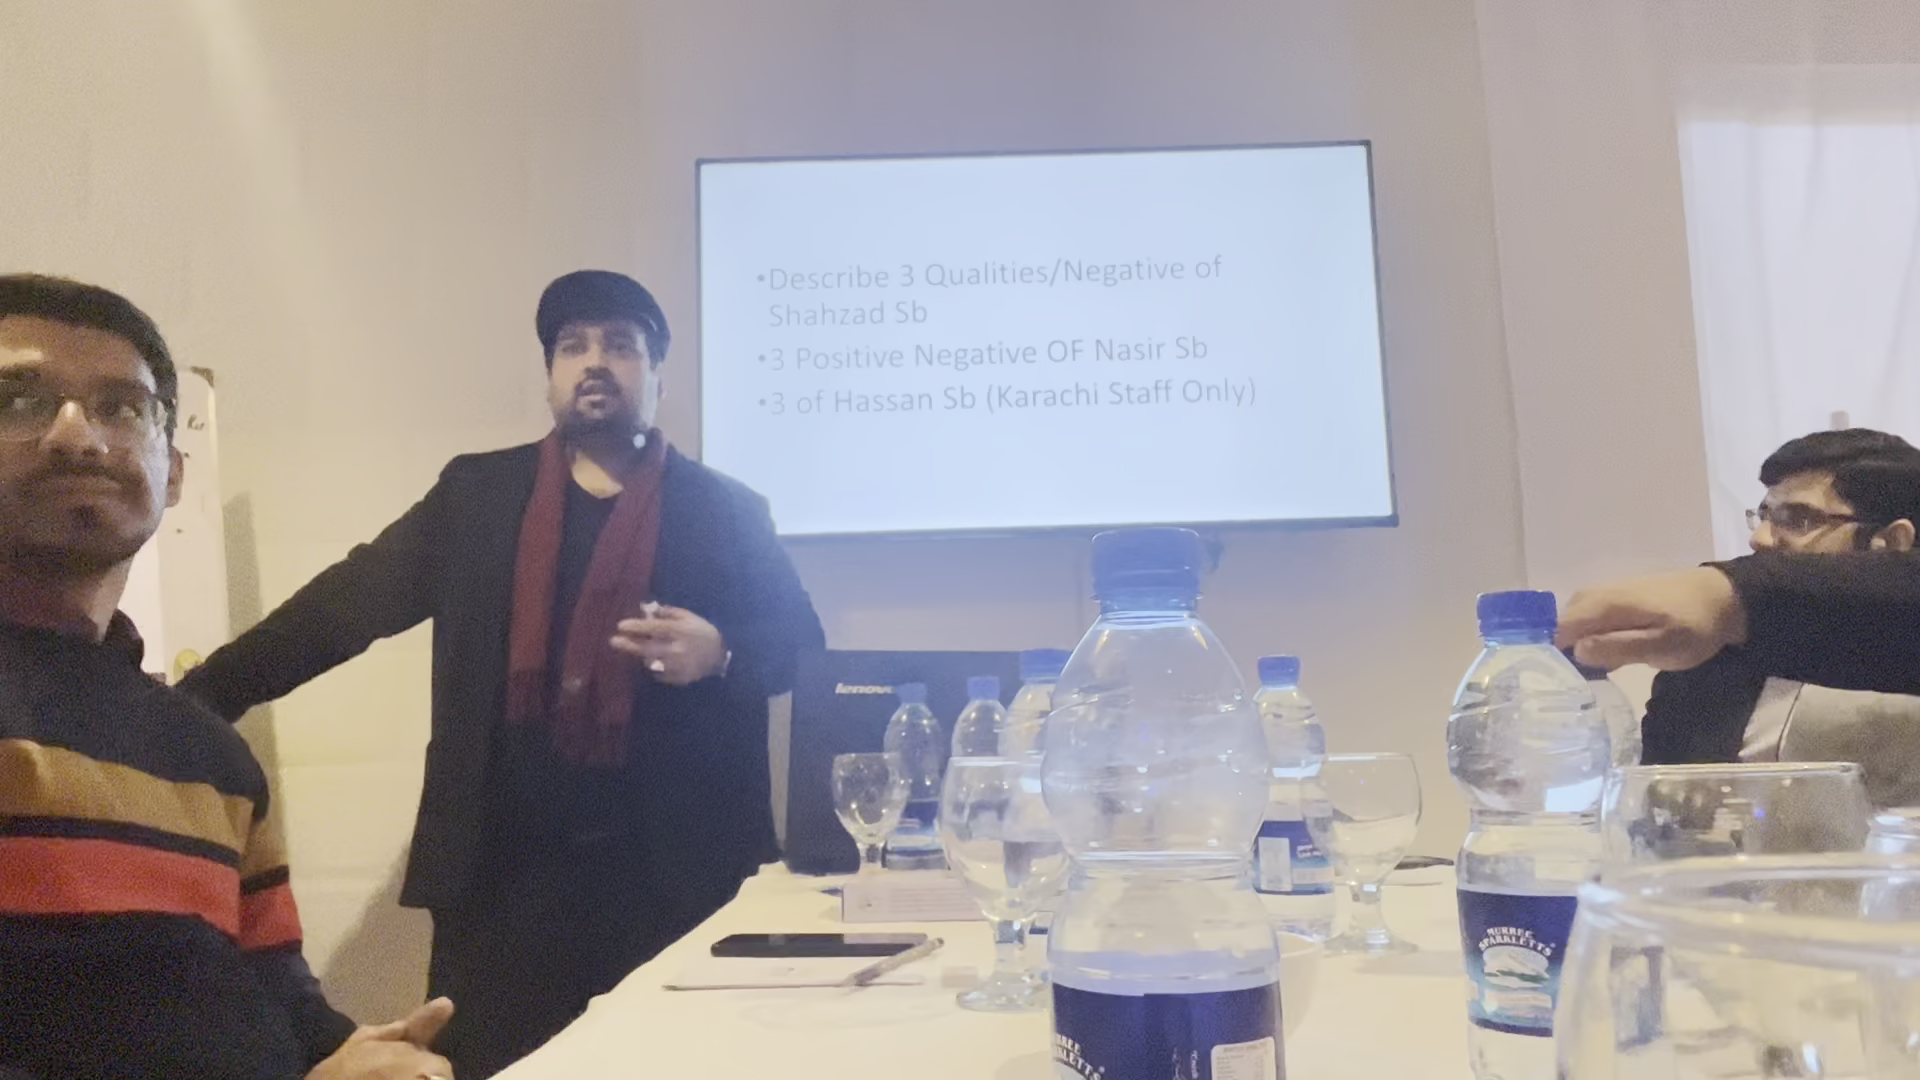 •Describe 3 Qualities/Negative of
Shahzad Sb
•3 Positive Negative OF Nasir Sb
•3 of Hassan Sb (Karachi Staff Only)
lenovo
MURREE
SPARKLETTS
SPARKLETTS